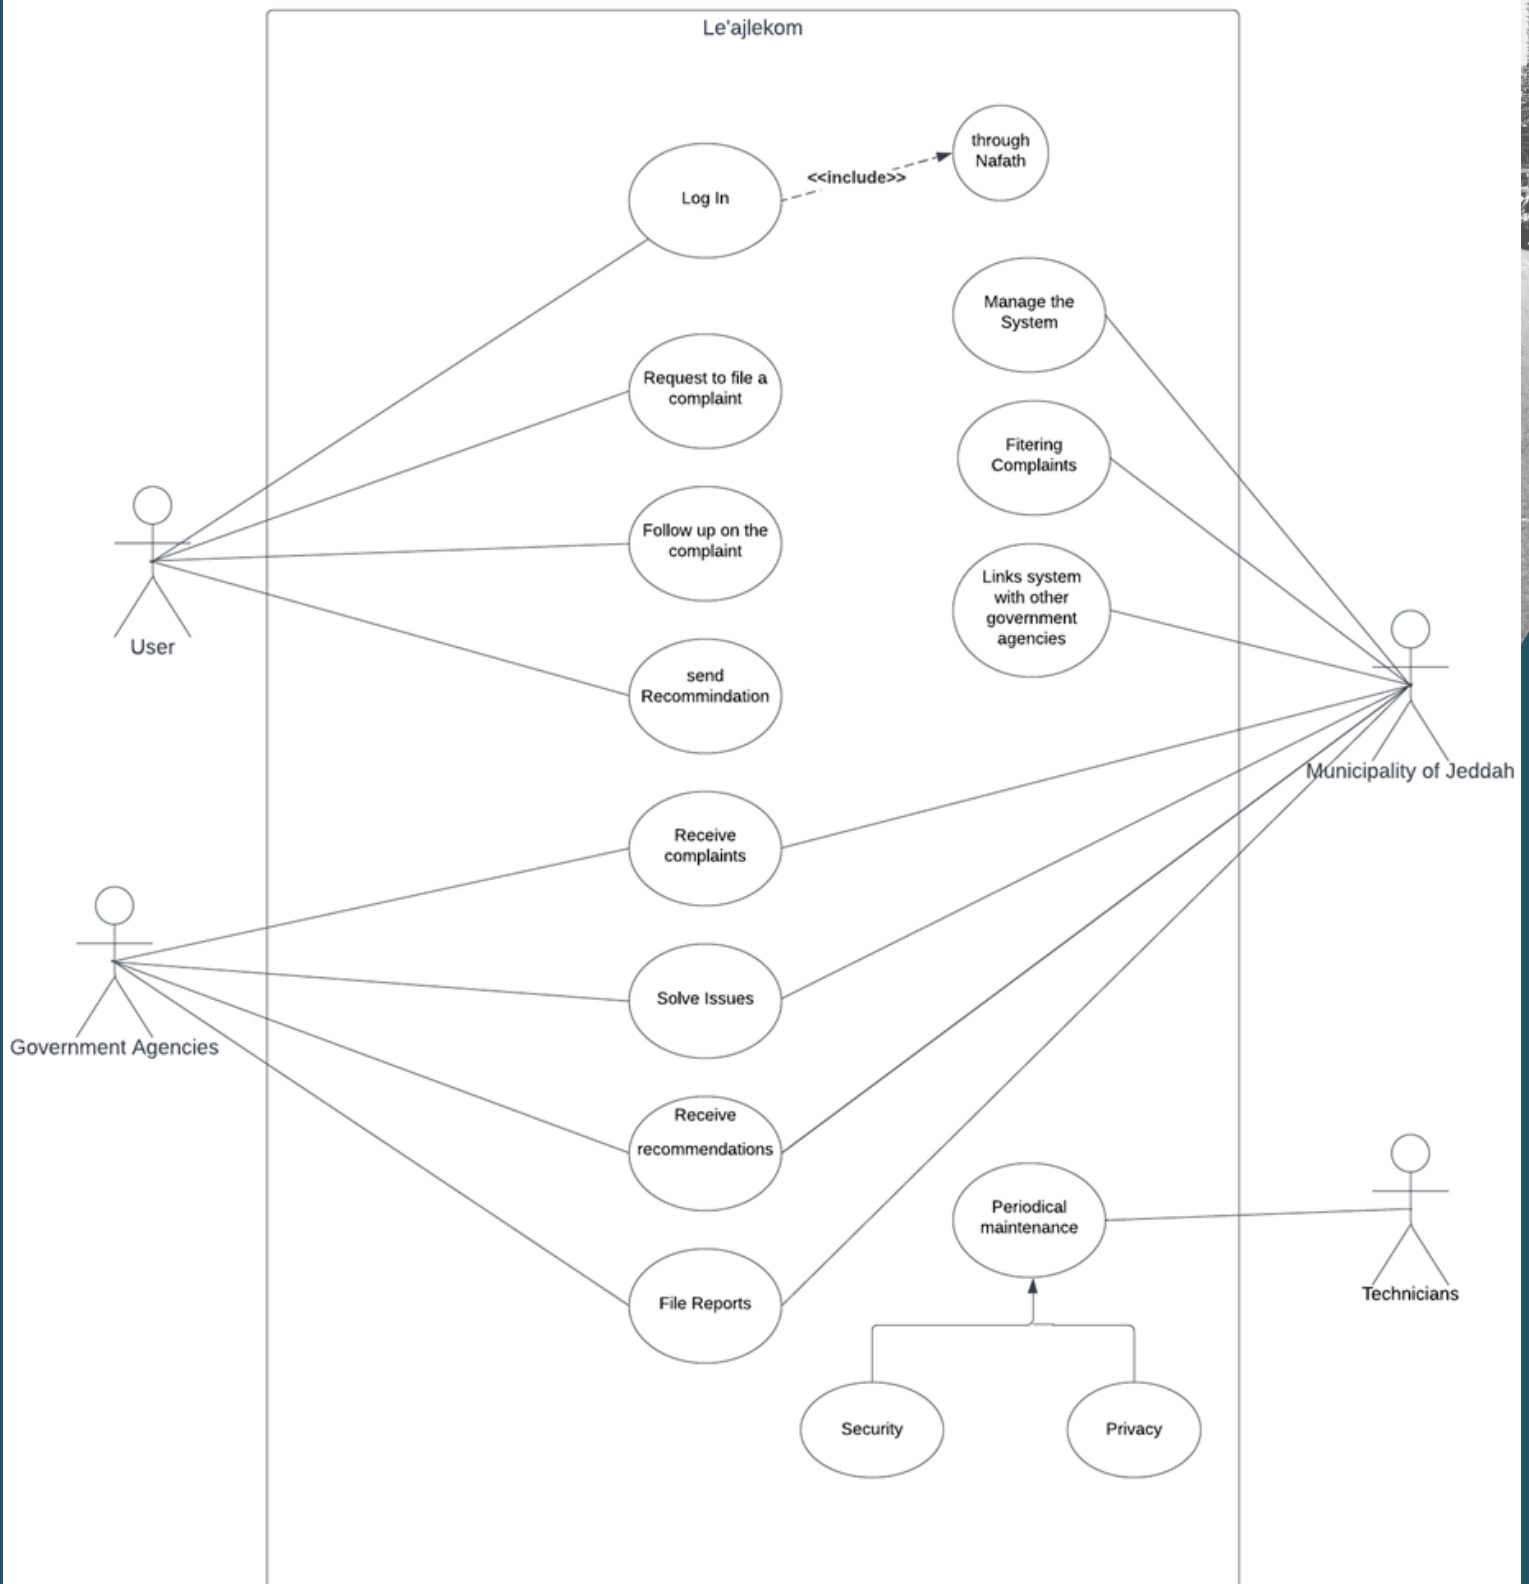 Le'ajlekom
through
Nafath
<<include>>
Log In
Manage the
System
Request to file a
complaint
Fitering
Complaints
Follow up on the
complaint
Links system
with other
government
agencies
User
send
Recommindation
Municipality of Jeddah
Receive
complaints
Government Agencies
Solve Issues
Receive
recommendations
Periodical
maintenance
Technicians
File Reports
Security
Privacy